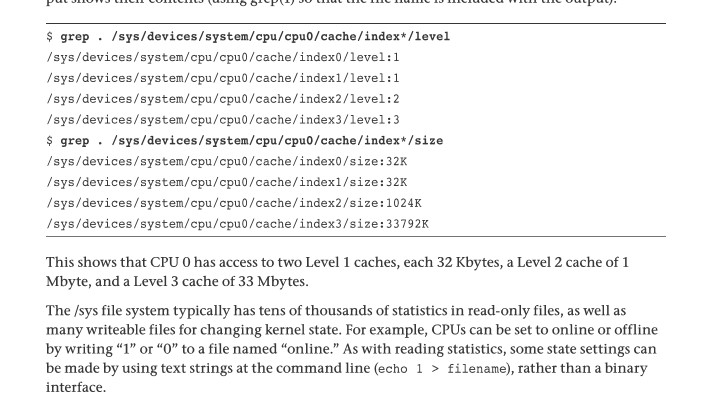 put shows their contents (using grep(1) so that the file name is included with the output):
$ grep . /sys/devices/system/cpu/cpu0/cache/index*/level
/sys/devices/system/cpu/cpu0/cache/index0/level:1
/sys/devices/system/cpu/cpu0/cache/index1/level:1
/sys/devices/system/cpu/cpu0/cache/index2/level:2
/sys/devices/system/cpu/cpu0/cache/index3/level:3
$ grep . /sys/devices/system/cpu/cpu0/cache/index*/size
/sys/devices/system/cpu/cpu0/cache/index0/size:32K
/sys/devices/system/cpu/cpu0/cache/index1/size:32K
/sys/devices/system/cpu/cpu0/cache/index2/size:1024K
/sys/devices/system/cpu/cpu0/cache/index3/size:33792K
This shows that CPU 0 has access to two Level 1 caches, each 32 Kbytes, a Level 2 cache of 1
Mbyte, and a Level 3 cache of 33 Mbytes.
The /sys file system typically has tens of thousands of statistics in read-only files, as well as
many writeable files for changing kernel state. For example, CPUs can be set to online or offline
by writing “1” or “0” to a file named “online.” As with reading statistics, some state settings can
be made by using text strings at the command line (echo 1 > filename), rather than a binary
interface.